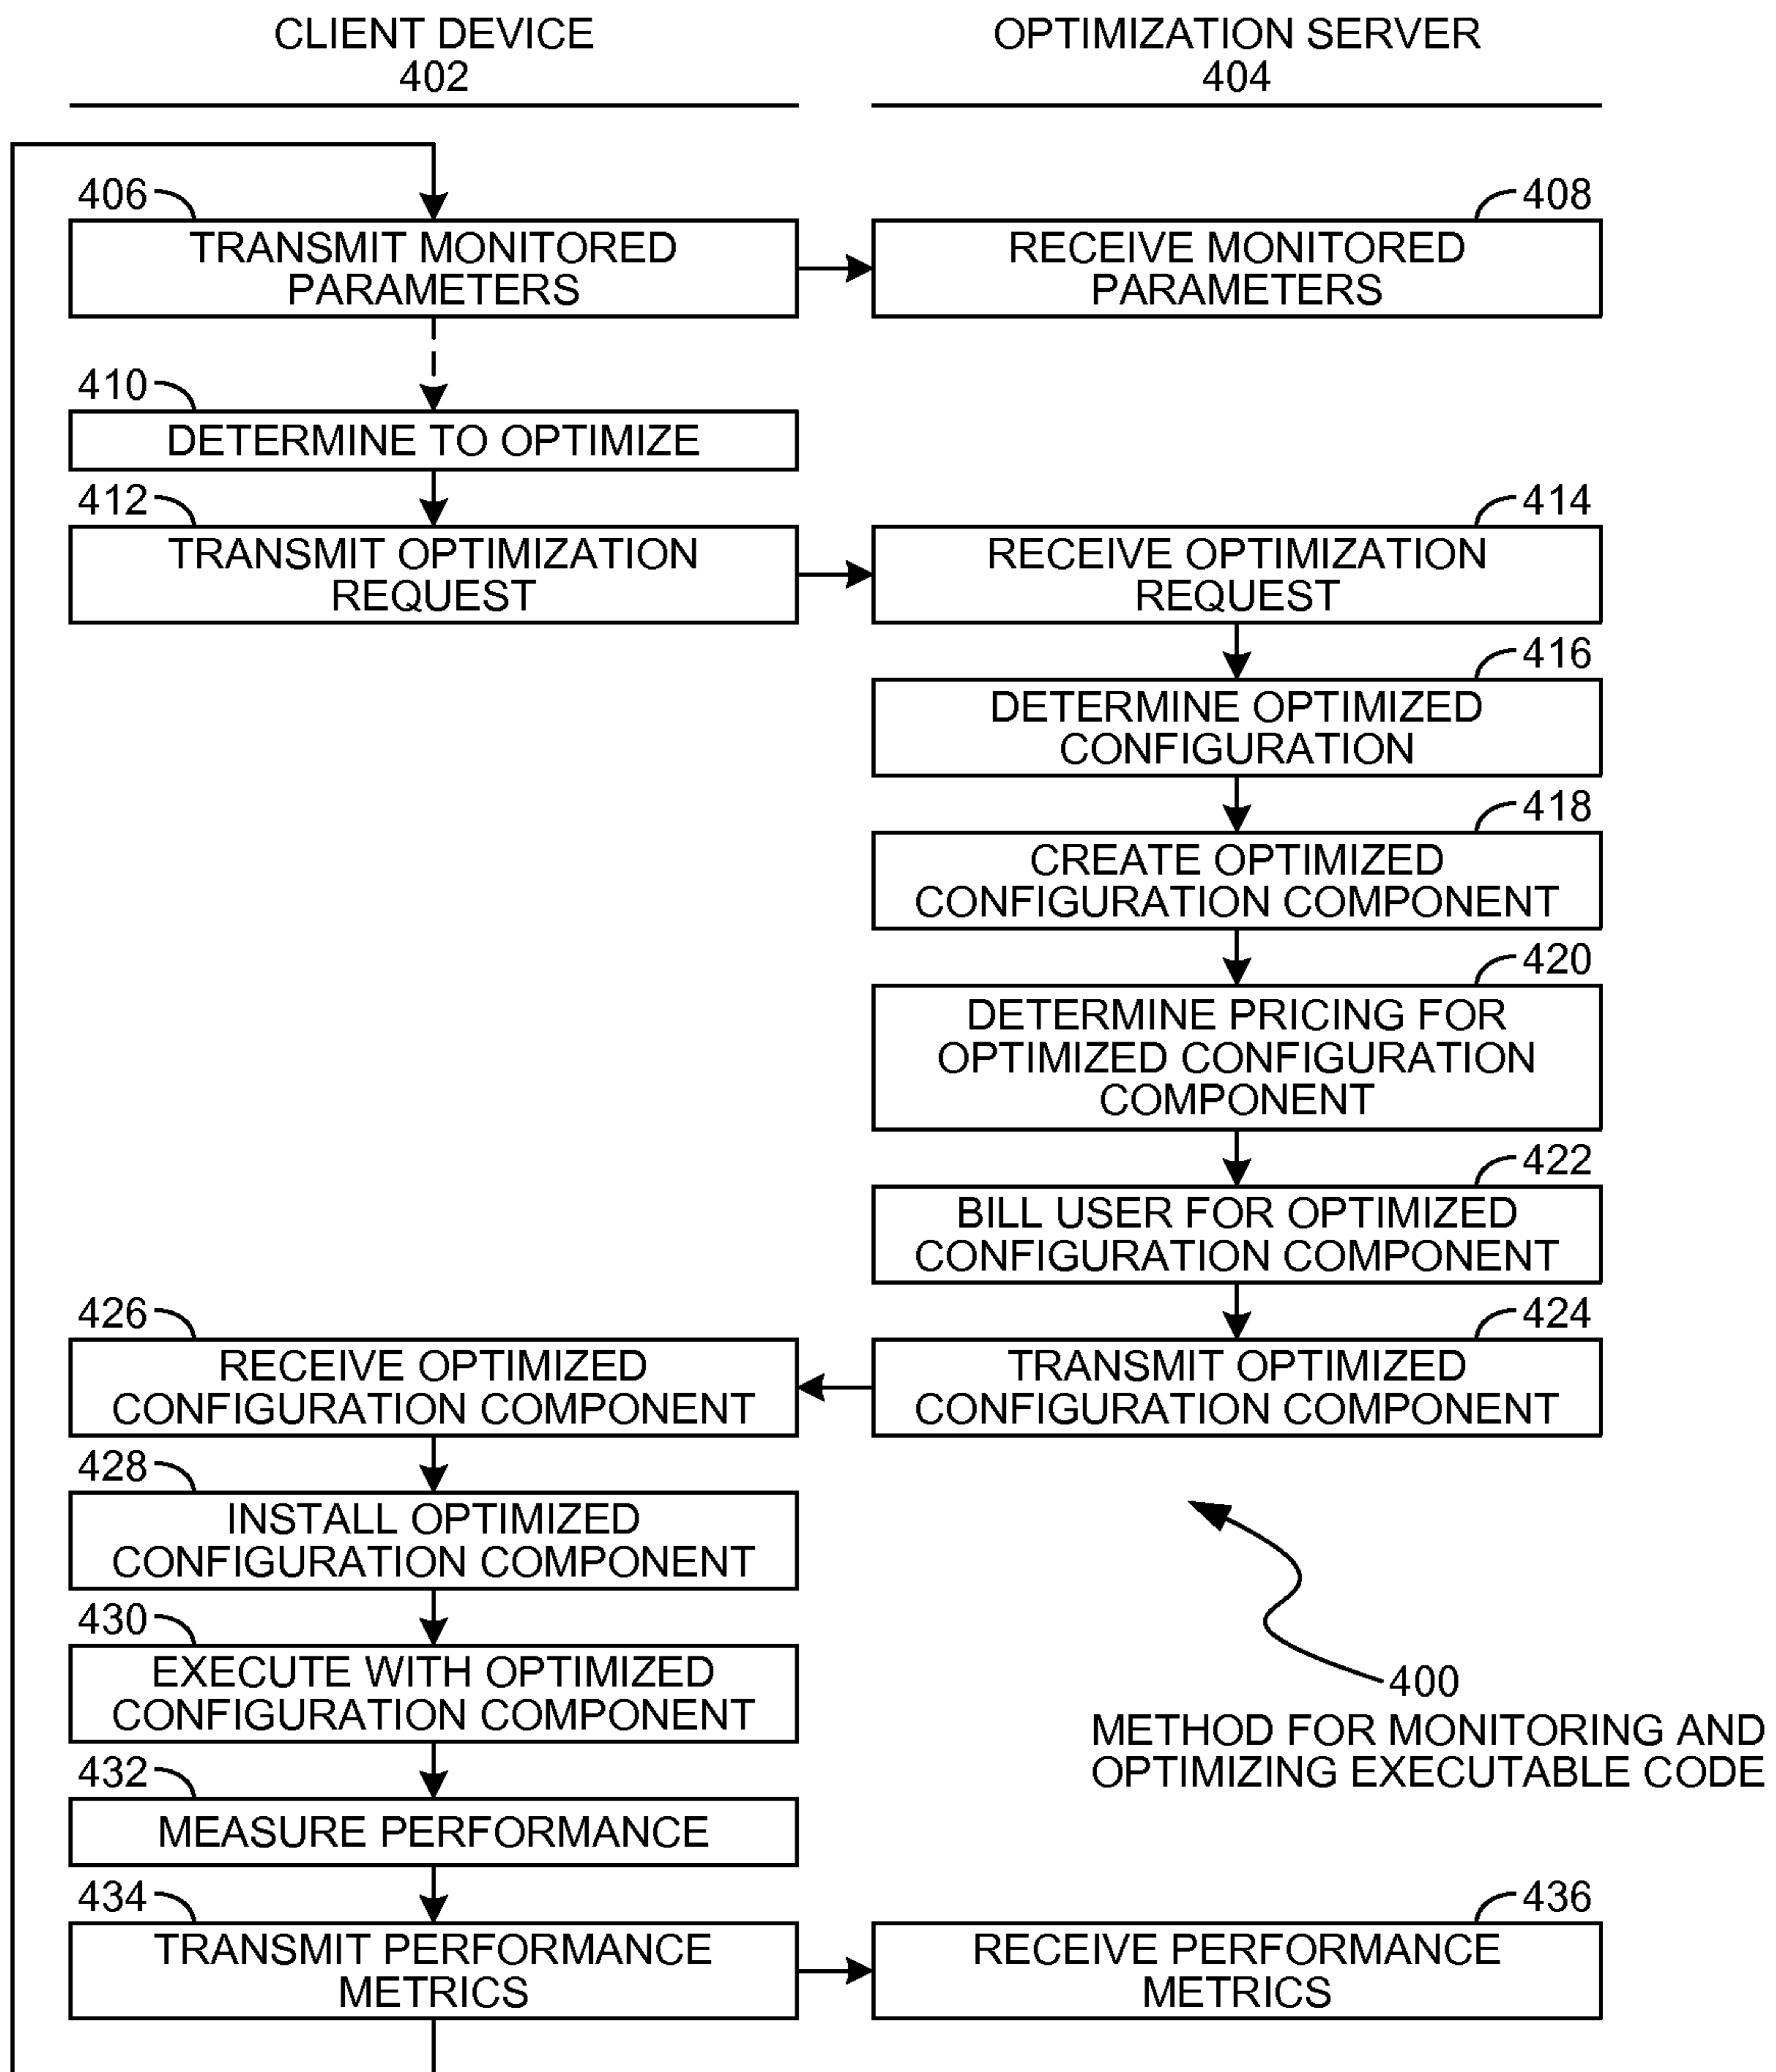 CLIENT DEVICE
402
OPTIMIZATION SERVER
404
406
TRANSMIT MONITORED
PARAMETERS
408
RECEIVE MONITORED
PARAMETERS
410
DETERMINE TO OPTIMIZE
412
TRANSMIT OPTIMIZATION
REQUEST
414
RECEIVE OPTIMIZATION
REQUEST
416
DETERMINE OPTIMIZED
CONFIGURATION
418
CREATE OPTIMIZED
CONFIGURATION COMPONENT
420
DETERMINE PRICING FOR
OPTIMIZED CONFIGURATION
COMPONENT
422
BILL USER FOR OPTIMIZED
CONFIGURATION COMPONENT
424
TRANSMIT OPTIMIZED
CONFIGURATION COMPONENT
426
RECEIVE OPTIMIZED
CONFIGURATION COMPONENT
428
INSTALL OPTIMIZED
CONFIGURATION COMPONENT
430
EXECUTE WITH OPTIMIZED
CONFIGURATION COMPONENT
400
METHOD FOR MONITORING AND
OPTIMIZING EXECUTABLE CODE
432
MEASURE PERFORMANCE
434
TRANSMIT PERFORMANCE
METRICS
436
RECEIVE PERFORMANCE
METRICS